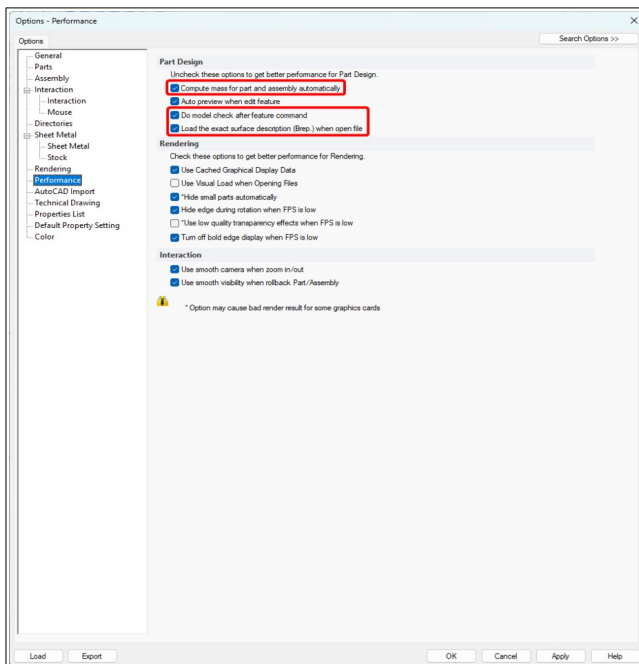 Options - Performance
Options
Search Options >>
General
Parts
Assembly
Interaction
Interaction
Mouse
Directories
Sheet Metal
Sheet Metal
Stock
Rendering
Performance
AutoCAD Import
Technical Drawing
Properties List
Default Property Setting
Color
Part Design
Uncheck these options to get better performance for Part Design.
Compute mass for part and assembly automatically
Auto preview when edit feature
Do model check after feature command
Load the exact surface description (Brep.) when open file
Rendering
Check these options to get better performance for Rendering.
Use Cached Graphical Display Data
Use Visual Load when Opening Files
*Hide small parts automatically
Hide edge during rotation when FPS is low
*Use low quality transparency effects when FPS is low
Turn off bold edge display when FPS is low
Interaction
Use smooth camera when zoom in/out
Use smooth visibility when rollback Part/Assembly
* Option may cause bad render result for some graphics cards
Load
Export
OK
Cancel
Apply
Help